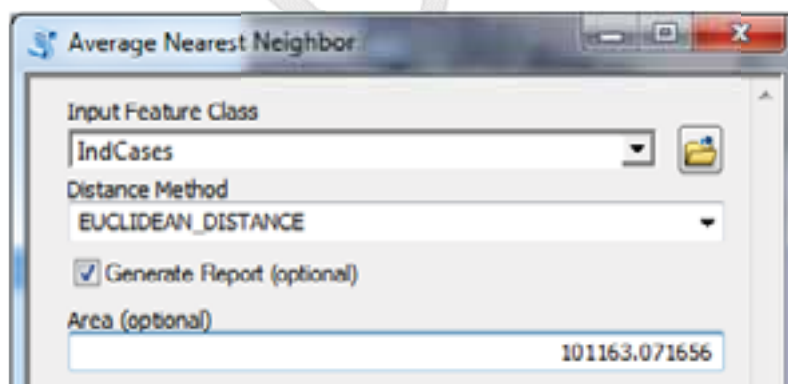 Average Nearest Neighbor
Input Feature Class
IndCases
Distance Method
EUCLIDEAN_DISTANCE
Generate Report (optional)
Area (optional)
101163.071656